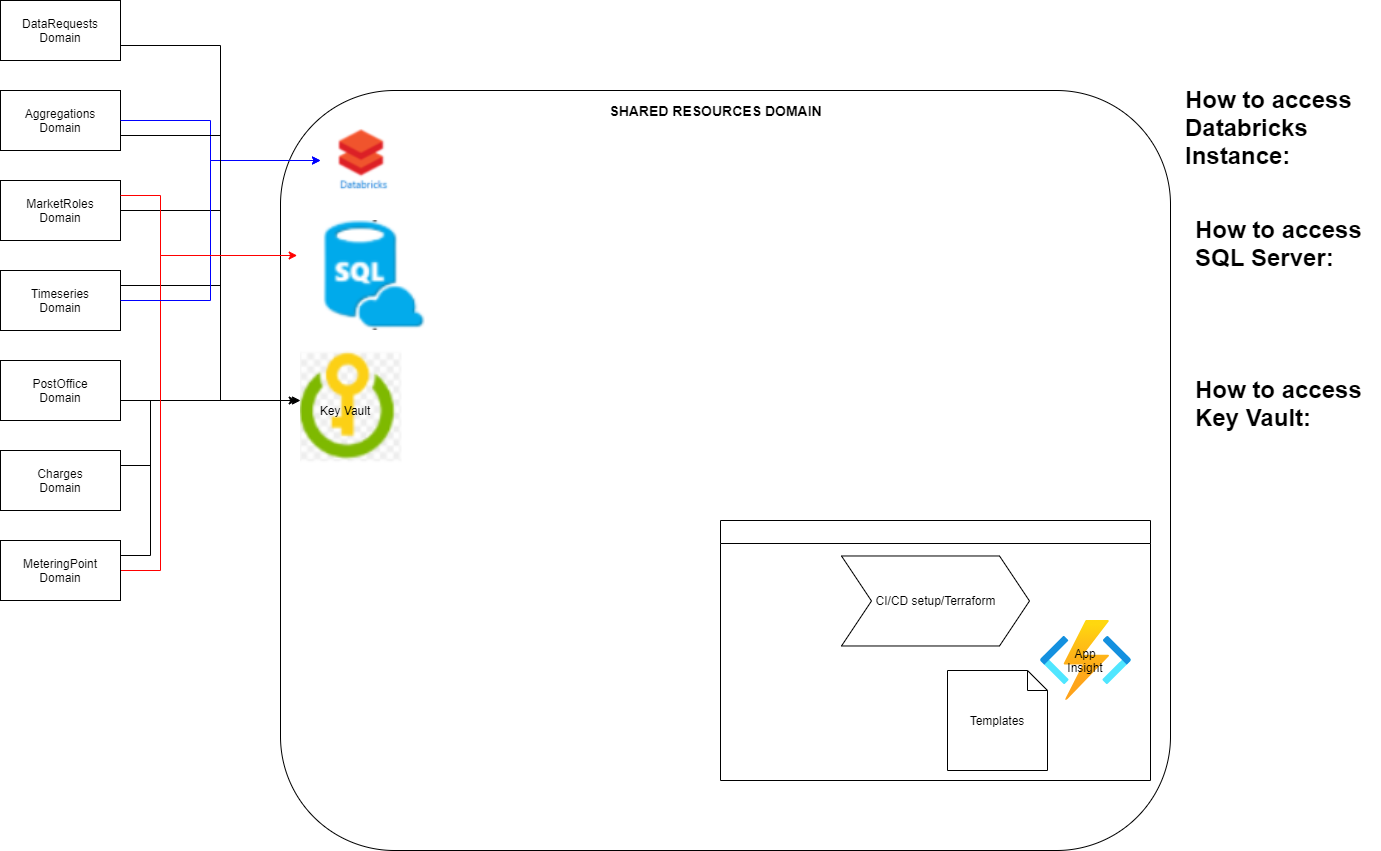 DataRequests
Domain
Aggregations
Domain
MarketRoles
Domain
Timeseries
Domain
PostOffice
Domain
Charges
Domain
MeteringPoint
Domain
SHARED RESOURCES DOMAIN
Databricks
SQL
Key Vault
CI/CD setup/Terraform
App
Insight
Templates
How to access
Databricks
Instance:
How to access
SQL Server:
How to access
Key Vault: